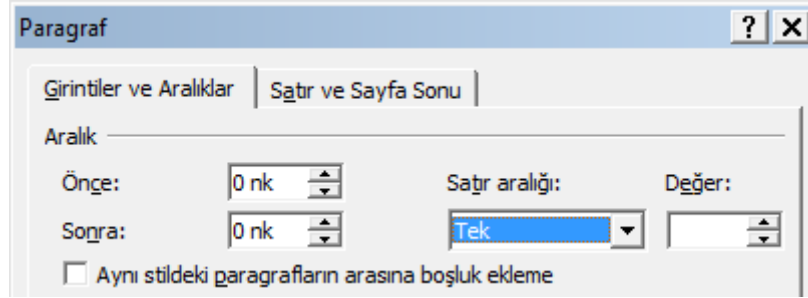 Paragraf ? X
Girintiler ve Aralıklar Satır ve Sayfa Sonu
Aralık
Önce: 0 nk Satır aralığı: Değer:
Sonra: 0 nk Tek
Aynı stildeki paragrafların arasına boşluk ekleme